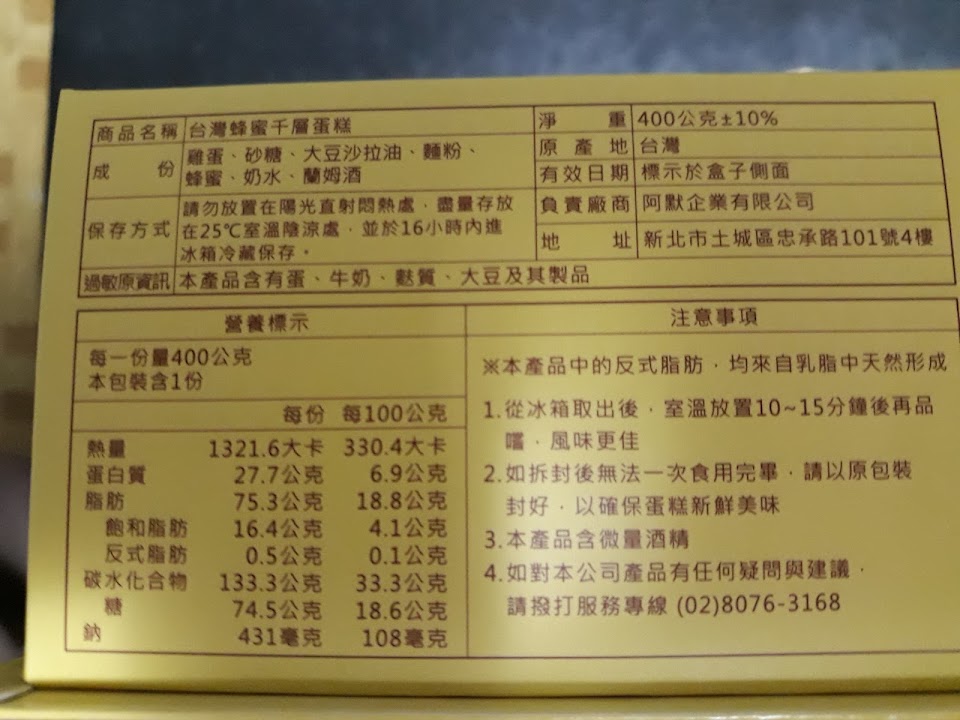 商品名稱 台灣蜂蜜千層蛋糕
成份 雞蛋、砂糖、大豆沙拉油、麵粉、
蜂蜜、奶水、蘭姆酒
保存方式 請勿放置在陽光直射悶熱處，盡量存放
在25℃室溫陰涼處，並於16小時內進
冰箱冷藏保存。
淨重 400公克±10%
原產地 台灣
有效日期 標示於盒子側面
負責廠商 阿默企業有限公司
地址 新北市土城區忠承路101號4樓
過敏原資訊 本產品含有蛋、牛奶、麩質、大豆及其製品
營養標示
每一份量400公克
本包裝含1份
每份 每100公克
熱量 1321.6大卡 330.4大卡
蛋白質 27.7公克 6.9公克
脂肪 75.3公克 18.8公克
飽和脂肪 16.4公克 4.1公克
反式脂肪 0.5公克 0.1公克
碳水化合物 133.3公克 33.3公克
糖 74.5公克 18.6公克
鈉 431毫克 108毫克
注意事項
※本產品中的反式脂肪，均來自乳脂中天然形成
1.從冰箱取出後，室溫放置10~15分鐘後再品
嚐，風味更佳
2.如拆封後無法一次食用完畢，請以原包裝
封好，以確保蛋糕新鮮美味
3.本產品含微量酒精
4.如對本公司產品有任何疑問與建議，
請撥打服務專線 (02)8076-3168